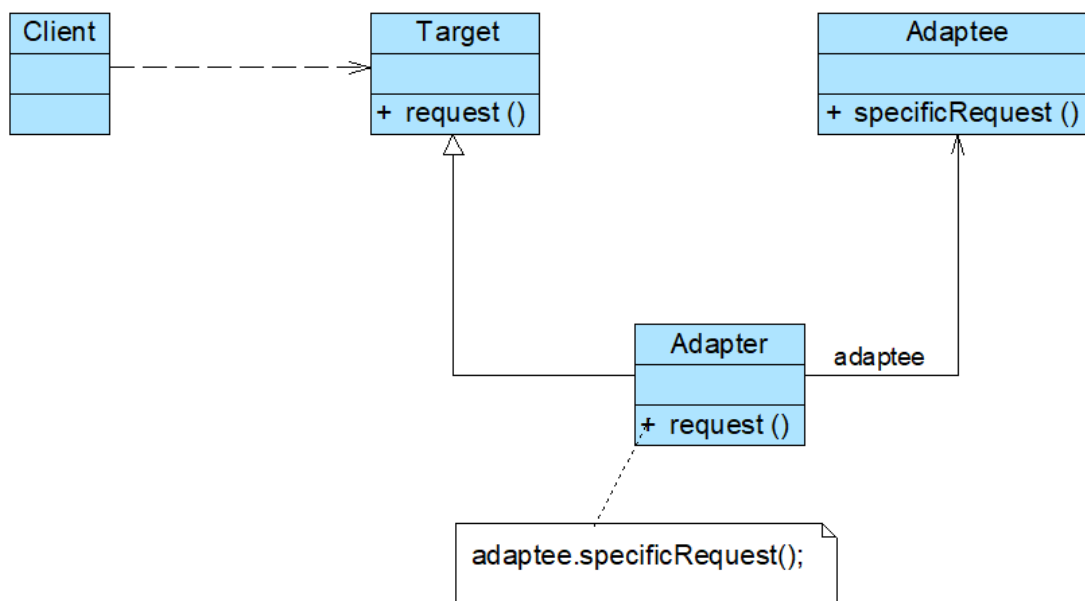 Client
Target
+ request ()
Adaptee
+ specificRequest ()
Adapter
+ request ()
adaptee
adaptee.specificRequest();